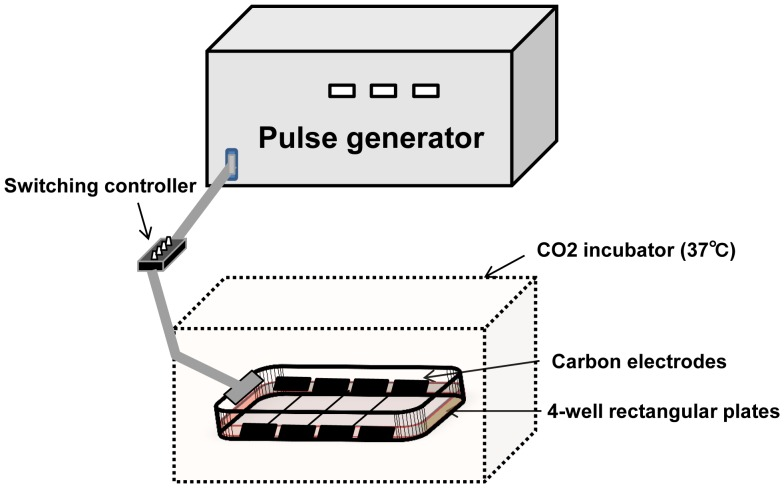 Pulse generator
Switching controller
CO2 incubator (37℃)
Carbon electrodes
4-well rectangular plates